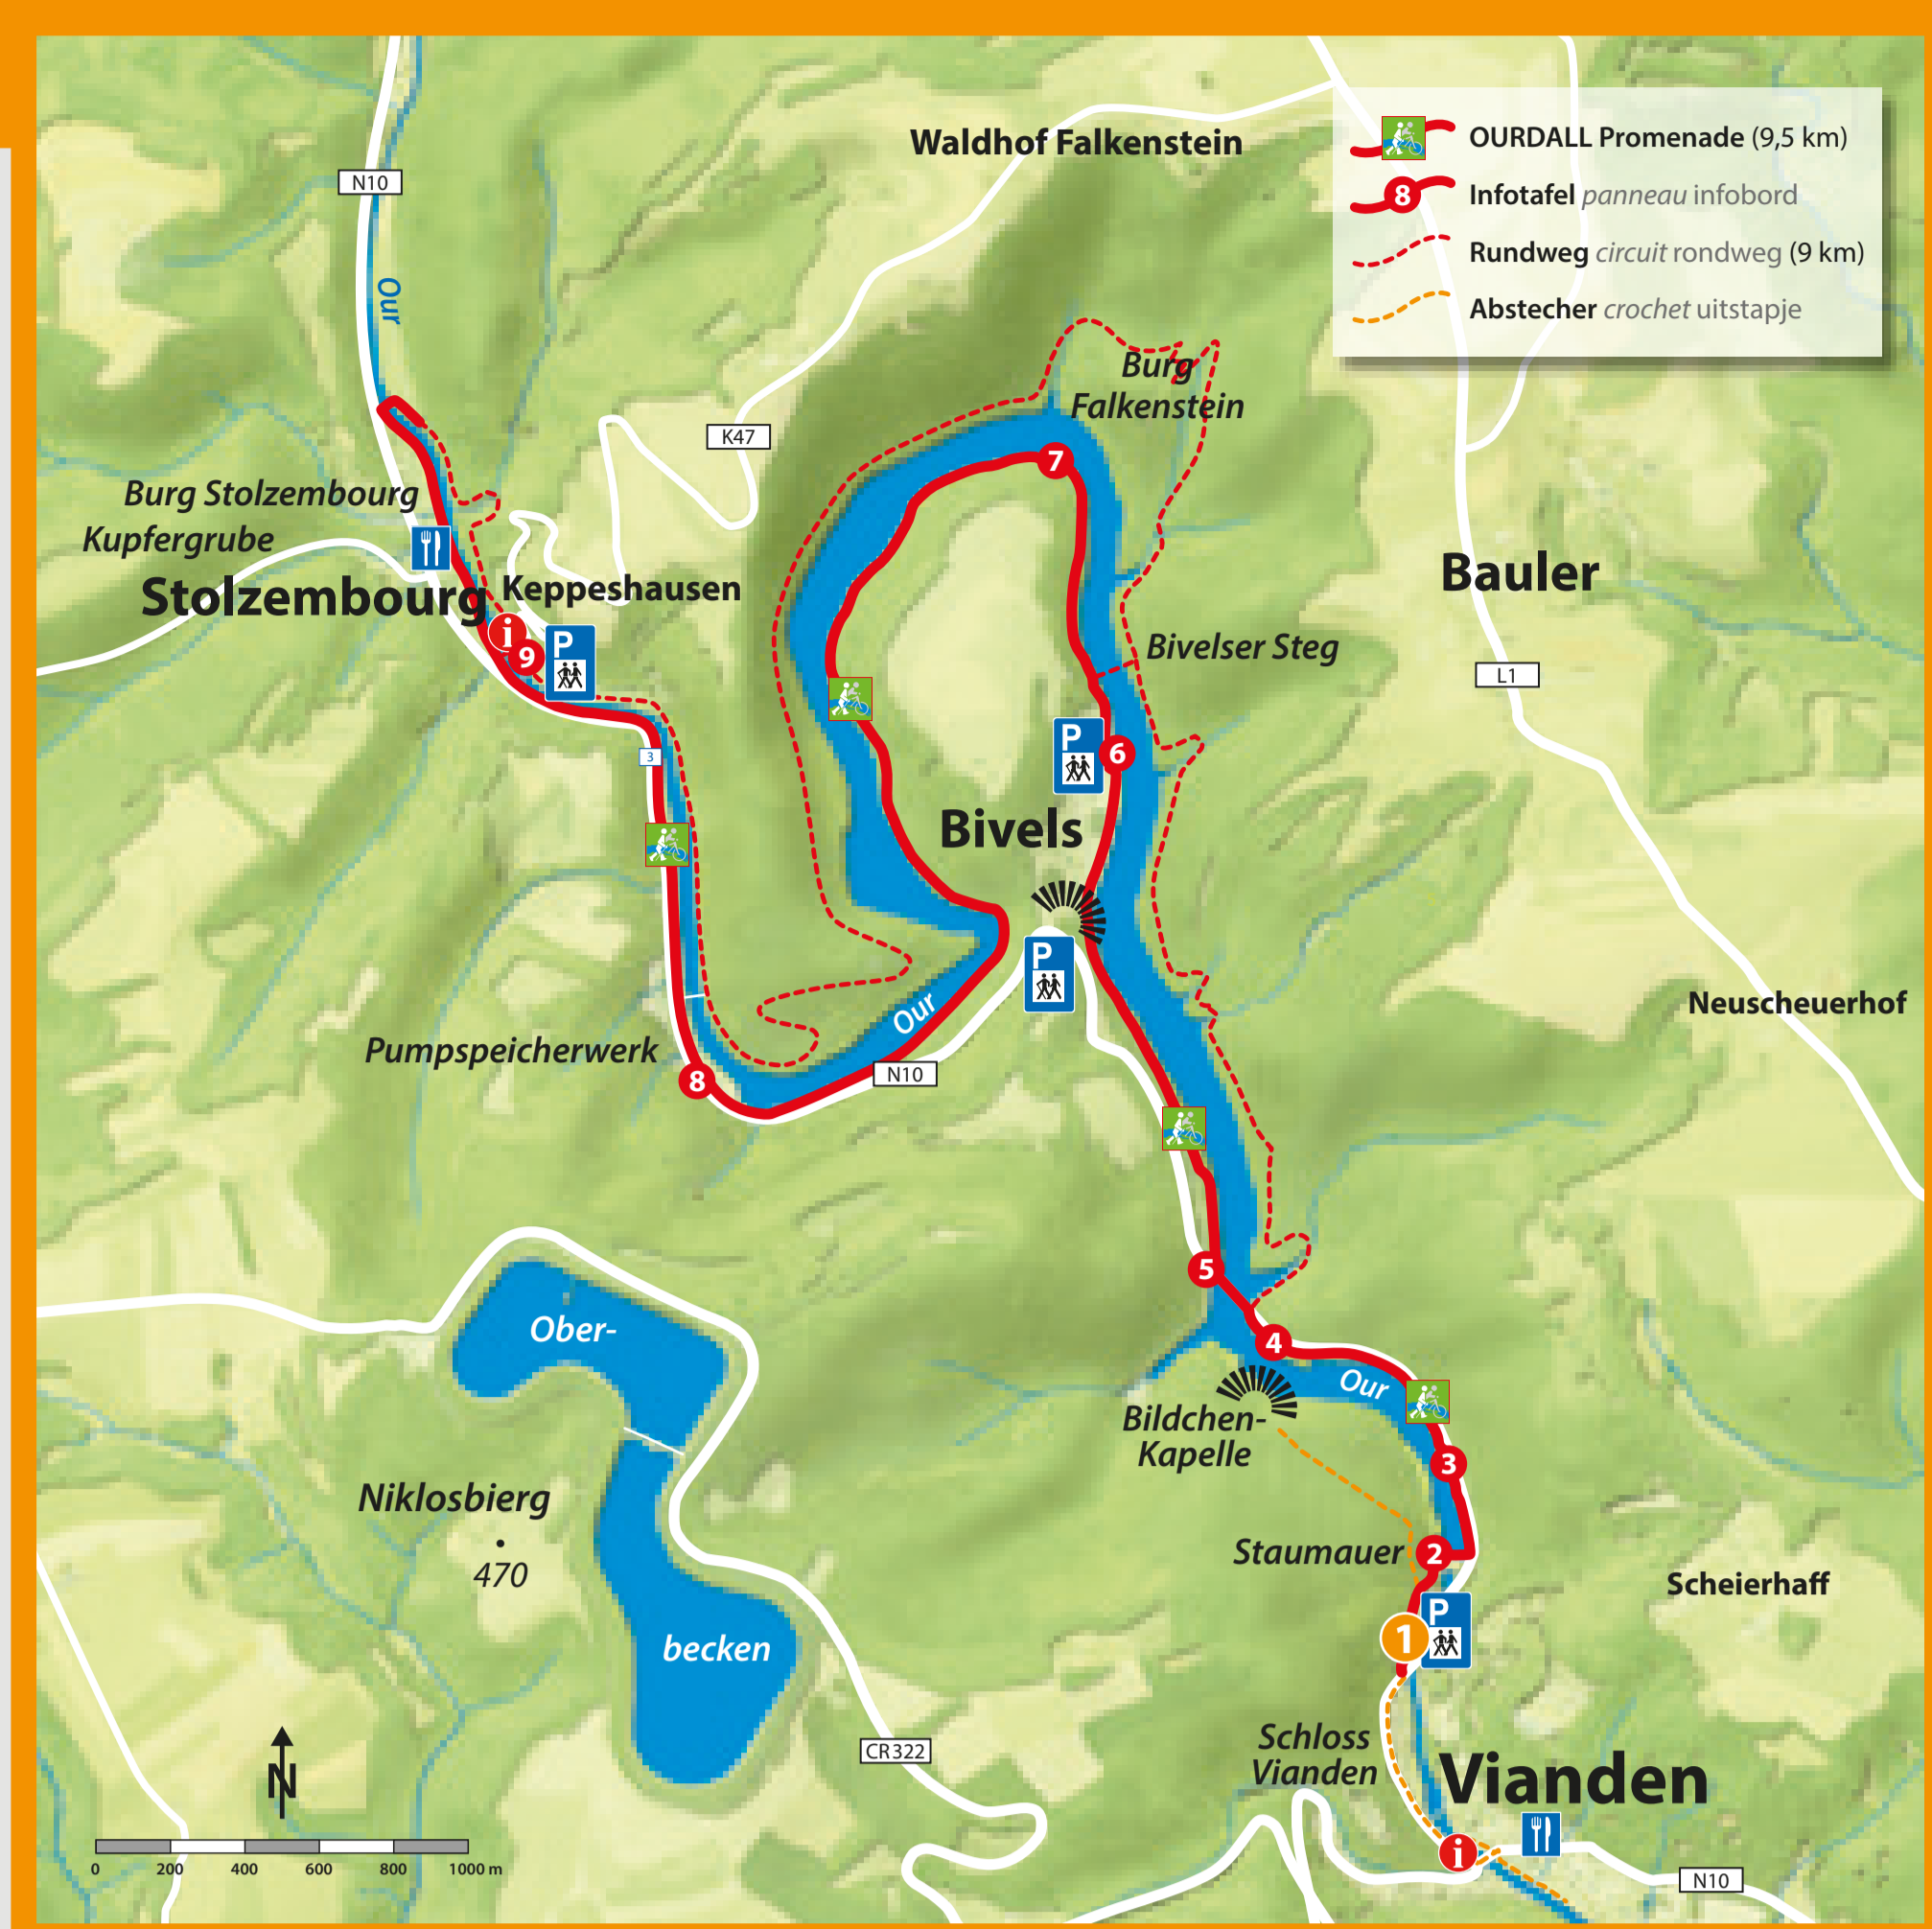 OURDALL Promenade (9,5 km)
8 Infotafel panneau infobord
Rundweg circuit rondweg (9 km)
Abstecher crochet uitstapje
Waldhof Falkenstein
N10
Our
Burg
Falkenstein
K47
7
Burg Stolzembourg
Kupfergrube
Stolzembourg
Keppeshausen
Bauler
i
9
P
Bivelser Steg
L1
3
P
6
Bivels
P
Neuscheuerhof
Our
Pumpspeicherwerk
N10
8
5
Ober-
4
Our
Bildchen-
Kapelle
3
Niklosbierg
470
Staumauer
2
Scheierhaff
P
1
becken
Schloss
Vianden
CR322
Vianden
N
i
N10
0 200 400 600 800 1000 m